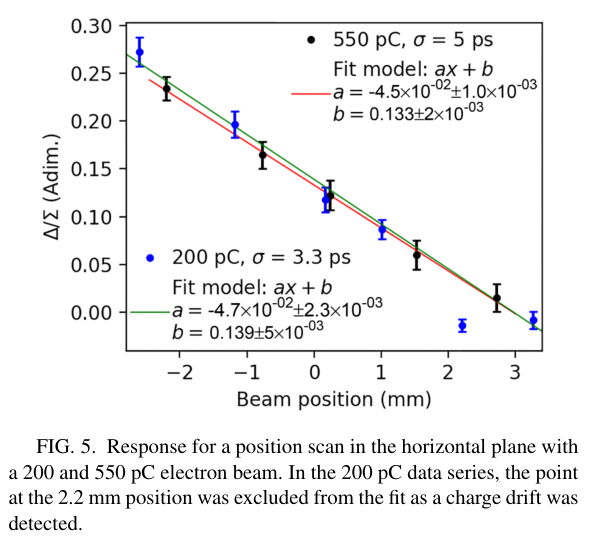 0.30
0.25
0.20
0.15
0.10
0.05
0.00
Δ/Σ (Adim.)
550 pC, σ = 5 ps
Fit model: ax + b
a = -4.5×10⁻⁰²±1.0×10⁻⁰³
b = 0.133±2×10⁻⁰³
200 pC, σ = 3.3 ps
Fit model: ax + b
a = -4.7×10⁻⁰²±2.3×10⁻⁰³
b = 0.139±5×10⁻⁰³
−2 −1 0 1 2 3
Beam position (mm)
FIG. 5. Response for a position scan in the horizontal plane with
a 200 and 550 pC electron beam. In the 200 pC data series, the point
at the 2.2 mm position was excluded from the fit as a charge drift was
detected.